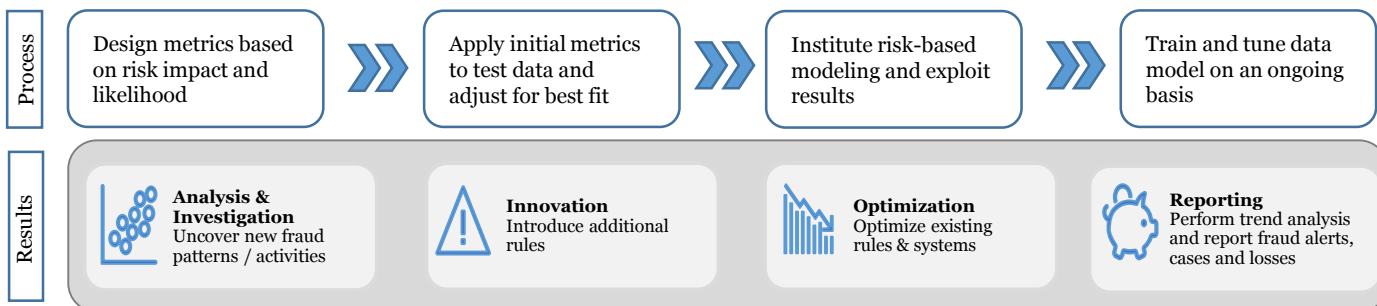 Process
Design metrics based
on risk impact and
likelihood
Apply initial metrics
to test data and
adjust for best fit
Institute risk-based
modeling and exploit
results
Train and tune data
model on an ongoing
basis
Results
Analysis &
Investigation
Uncover new fraud
patterns / activities
Innovation
Introduce additional
rules
Optimization
Optimize existing
rules & systems
Reporting
Perform trend analysis
and report fraud alerts,
cases and losses